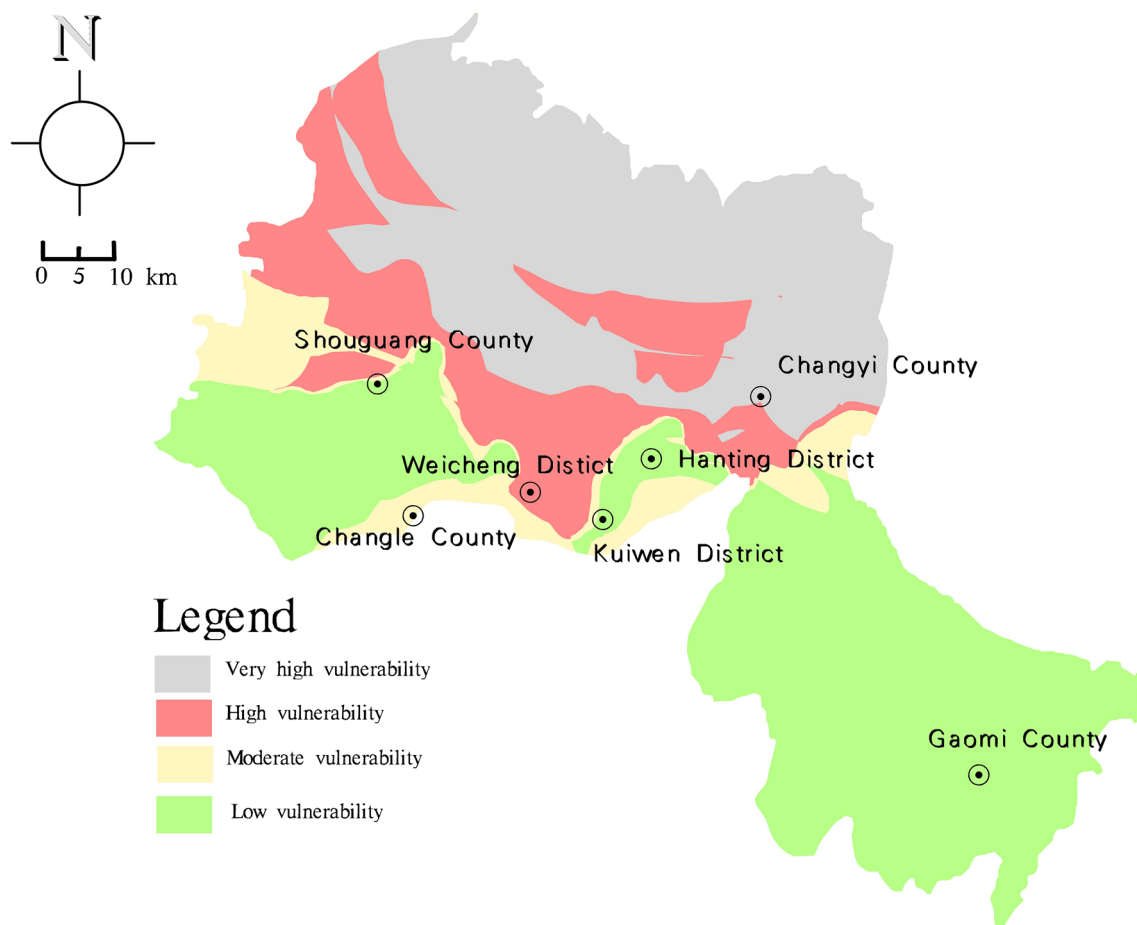 N
0 5 10 km
Shouguang County
Changyi County
Weicheng Distict
Hanting District
Changle County
Kuiwen District
Legend
Very high vulnerability
High vulnerability
Moderate vulnerability
Low vulnerability
Gaomi County